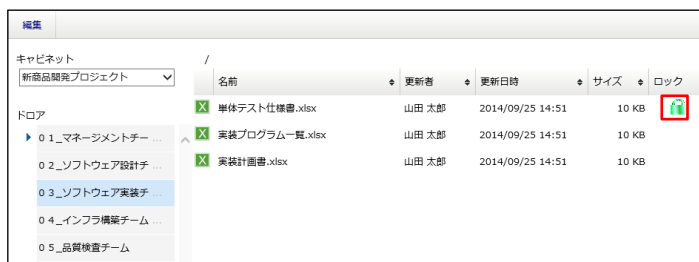 編集
キャビネット
新商品開発プロジェクト
ドロア
0 1_マネージメントチー ...
0 2_ソフトウェア設計チ ...
0 3_ソフトウェア実装チ ...
0 4_インフラ構築チーム ...
0 5_品質検査チーム
/
名前 更新者 更新日時 サイズ ロック
単体テスト仕様書.xlsx 山田 太郎 2014/09/25 14:51 10 KB
実装プログラム一覧.xlsx 山田 太郎 2014/09/25 14:51 10 KB
実装計画書.xlsx 山田 太郎 2014/09/25 14:51 10 KB